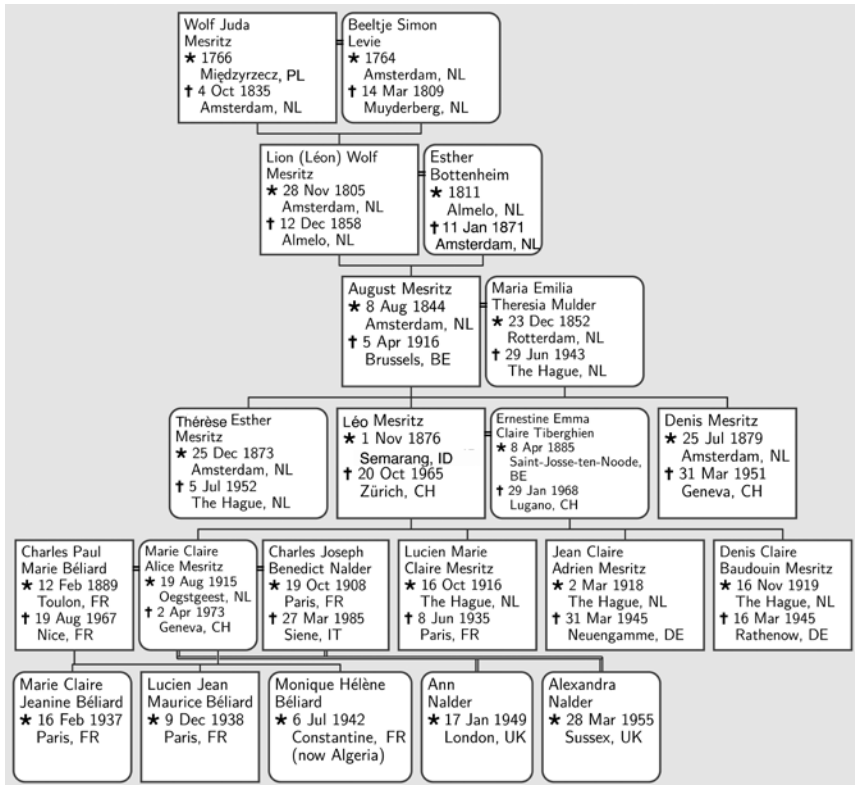 Wolf Juda
Mesritz
* 1766
Międzyrzecz, PL
† 4 Oct 1835
Amsterdam, NL
Beeltje Simon
Levie
* 1764
Amsterdam, NL
† 14 Mar 1809
Muyderberg, NL
Lion (Léon) Wolf
Mesritz
* 28 Nov 1805
Amsterdam, NL
† 12 Dec 1858
Almelo, NL
Esther
Bottenheim
* 1811
Almelo, NL
† 11 Jan 1871
Amsterdam, NL
August Mesritz
* 8 Aug 1844
Amsterdam, NL
† 5 Apr 1916
Brussels, BE
Maria Emilia
Theresia Mulder
* 23 Dec 1852
Rotterdam, NL
† 29 Jun 1943
The Hague, NL
Thérèse Esther
Mesritz
* 25 Dec 1873
Amsterdam, NL
† 5 Jul 1952
The Hague, NL
Léo Mesritz
* 1 Nov 1876
Semarang, ID
† 20 Oct 1965
Zürich, CH
Ernestine Emma
Claire Tiberghien
* 8 Apr 1885
Saint-Josse-ten-Noode,
BE
† 29 Jan 1968
Lugano, CH
Denis Mesritz
* 25 Jul 1879
Amsterdam, NL
† 31 Mar 1951
Geneva, CH
Charles Paul
Marie Béliard
* 12 Feb 1889
Toulon, FR
† 19 Aug 1967
Nice, FR
Marie Claire
Alice Mesritz
* 19 Aug 1915
Oegstgeest, NL
† 2 Apr 1973
Geneva, CH
Charles Joseph
Benedict Nalder
* 19 Oct 1908
Paris, FR
† 27 Mar 1985
Siene, IT
Lucien Marie
Claire Mesritz
* 16 Oct 1916
The Hague, NL
† 8 Jun 1935
Paris, FR
Jean Claire
Adrien Mesritz
* 2 Mar 1918
The Hague, NL
† 31 Mar 1945
Neuengamme, DE
Denis Claire
Baudouin Mesritz
* 16 Nov 1919
The Hague, NL
† 16 Mar 1945
Rathenow, DE
Marie Claire
Jeanine Béliard
* 16 Feb 1937
Paris, FR
Lucien Jean
Maurice Béliard
* 9 Dec 1938
Paris, FR
Monique Hélène
Béliard
* 6 Jul 1942
Constantine, FR
(now Algeria)
Ann
Nalder
* 17 Jan 1949
London, UK
Alexandra
Nalder
* 28 Mar 1955
Sussex, UK